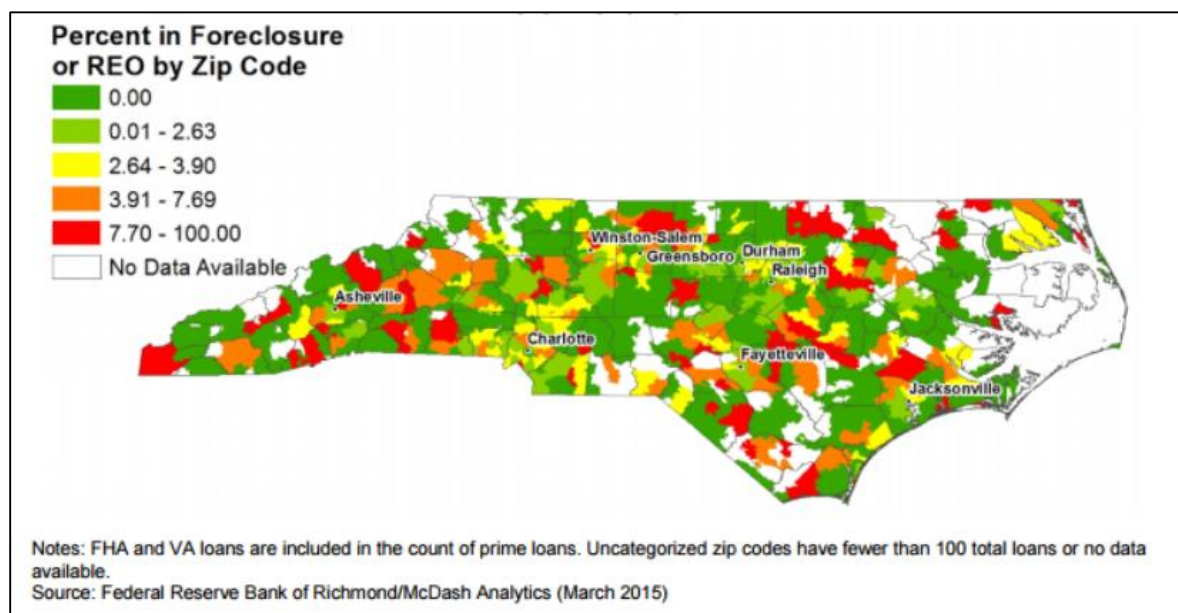 Percent in Foreclosure
or REO by Zip Code
0.00
0.01 - 2.63
2.64 - 3.90
3.91 - 7.69
7.70 - 100.00
No Data Available
Winston-Salem
Greensboro
Durham
Raleigh
Asheville
Charlotte
Fayetteville
Jacksonville
Notes: FHA and VA loans are included in the count of prime loans. Uncategorized zip codes have fewer than 100 total loans or no data
available.
Source: Federal Reserve Bank of Richmond/McDash Analytics (March 2015)